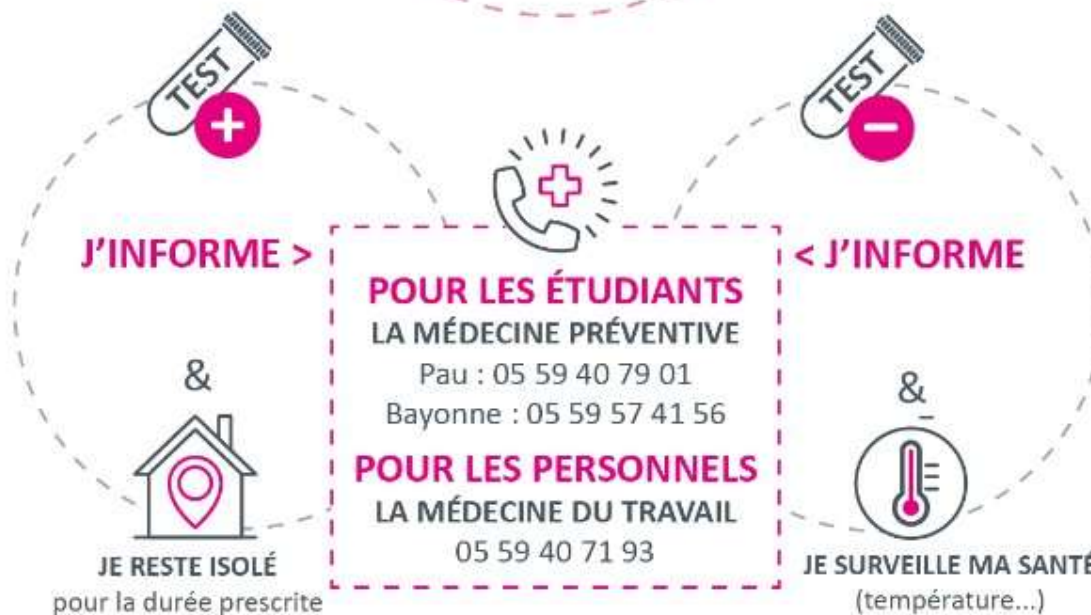 TEST
+
J'INFORME >
&
JE RESTE ISOLÉ
pour la durée prescrite
POUR LES ÉTUDIANTS
LA MÉDECINE PRÉVENTIVE
Pau : 05 59 40 79 01
Bayonne : 05 59 57 41 56
POUR LES PERSONNELS
LA MÉDECINE DU TRAVAIL
05 59 40 71 93
TEST
−
< J'INFORME
&
JE SURVEILLE MA SANTÉ
(température...)